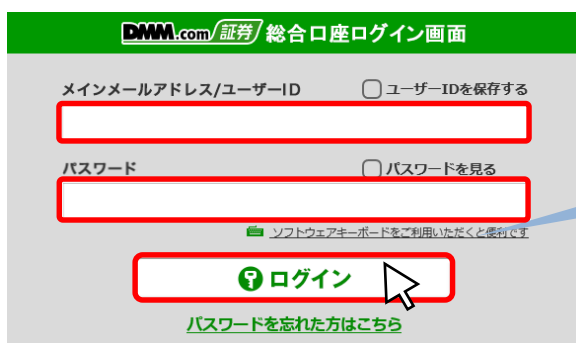 DMM.com 証券 総合口座ログイン画面
メインメールアドレス/ユーザーID ユーザーIDを保存する
パスワード パスワードを見る
ソフトウェアキーボードをご利用いただくと便利です
ログイン
パスワードを忘れた方はこちら